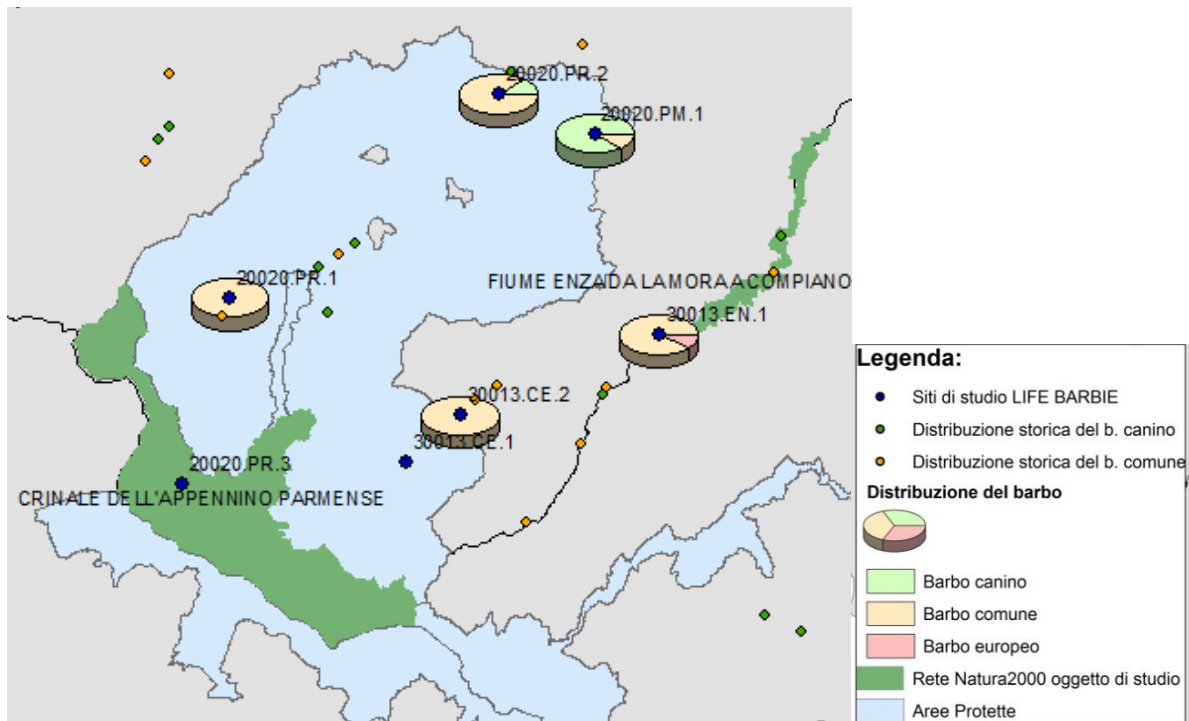 20020.PR.2
20020.PM.1
20020.PR.1
FIUME ENZADA LAMORA A COMPIANO
30013.EN.1
30013.CE.2
30013.CE.1
20020.PR.3
CRINALE DELL'APPENNINO PARMENSE
Legenda:
Siti di studio LIFE BARBIE
Distribuzione storica del b. canino
Distribuzione storica del b. comune
Distribuzione del barbo
Barbo canino
Barbo comune
Barbo europeo
Rete Natura2000 oggetto di studio
Aree Protette